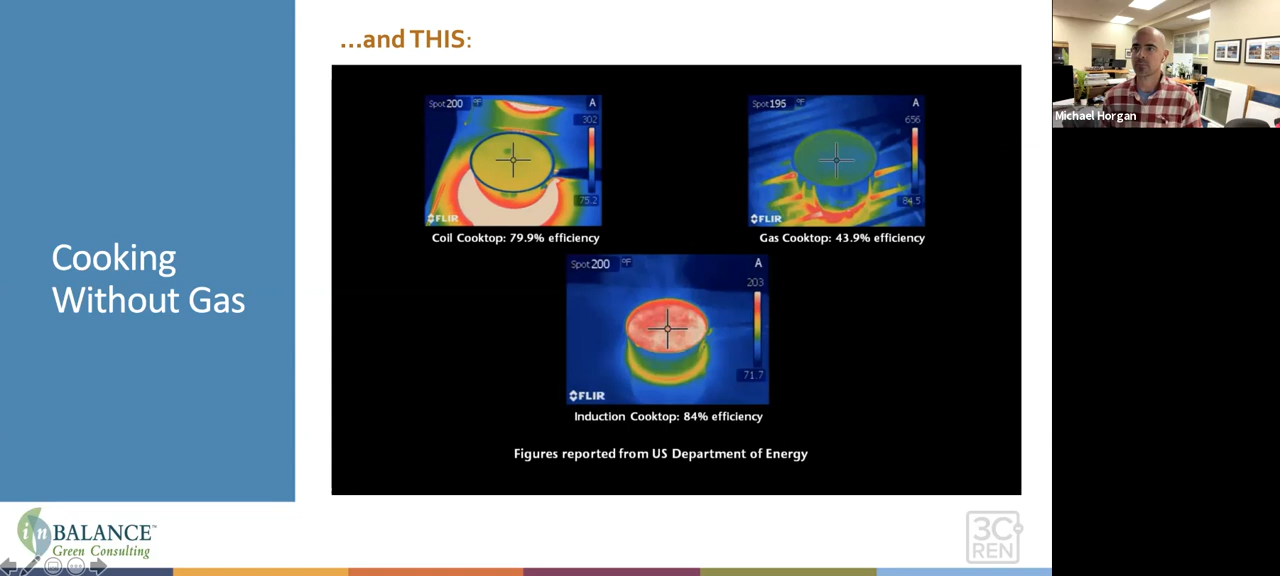 ...and THIS:
Cooking
Without Gas
Spot 200 °F
A
302
75.2
FLIR
Coil Cooktop: 79.9% efficiency
Spot 195 °F
A
656
84.5
FLIR
Gas Cooktop: 43.9% efficiency
Spot 200 °F
A
203
71.7
FLIR
Induction Cooktop: 84% efficiency
Figures reported from US Department of Energy
Michael Horgan
in BALANCE™
Green Consulting
3C
REN